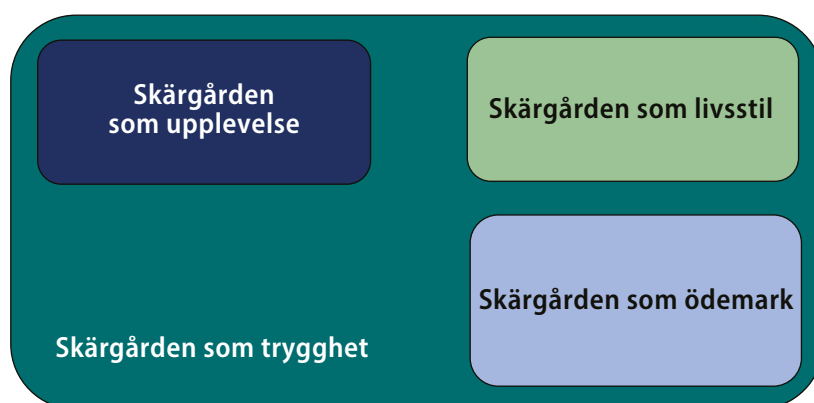 Skärgården
som upplevelse
Skärgården som livsstil
Skärgården som ödemark
Skärgården som trygghet